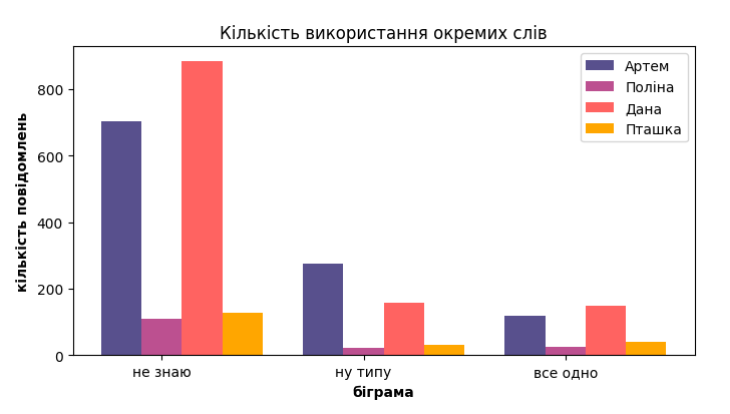 Кількість використання окремих слів
Артем
Поліна
Дана
Пташка
кількість повідомлень
800
600
400
200
0
не знаю
ну типу
все одно
біграма